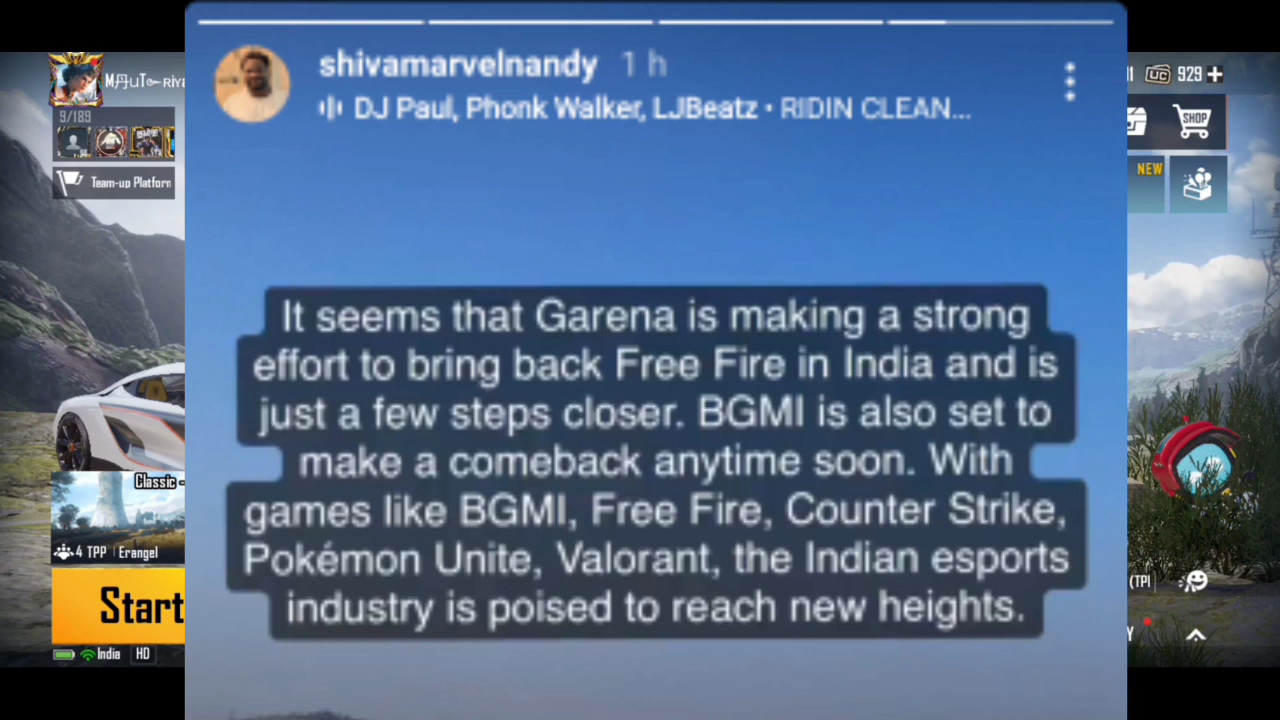 shivamarvelnandy 1 h
DJ Paul, Phonk Walker, LJBeatz • RIDIN CLEAN...
It seems that Garena is making a strong
effort to bring back Free Fire in India and is
just a few steps closer. BGMI is also set to
make a comeback anytime soon. With
games like BGMI, Free Fire, Counter Strike,
Pokémon Unite, Valorant, the Indian esports
industry is poised to reach new heights.
9/189
Team-up Platform
Classic -
4 TPP | Erangel
Start
India HD
UC 929 +
SHOP
NEW
(TPP